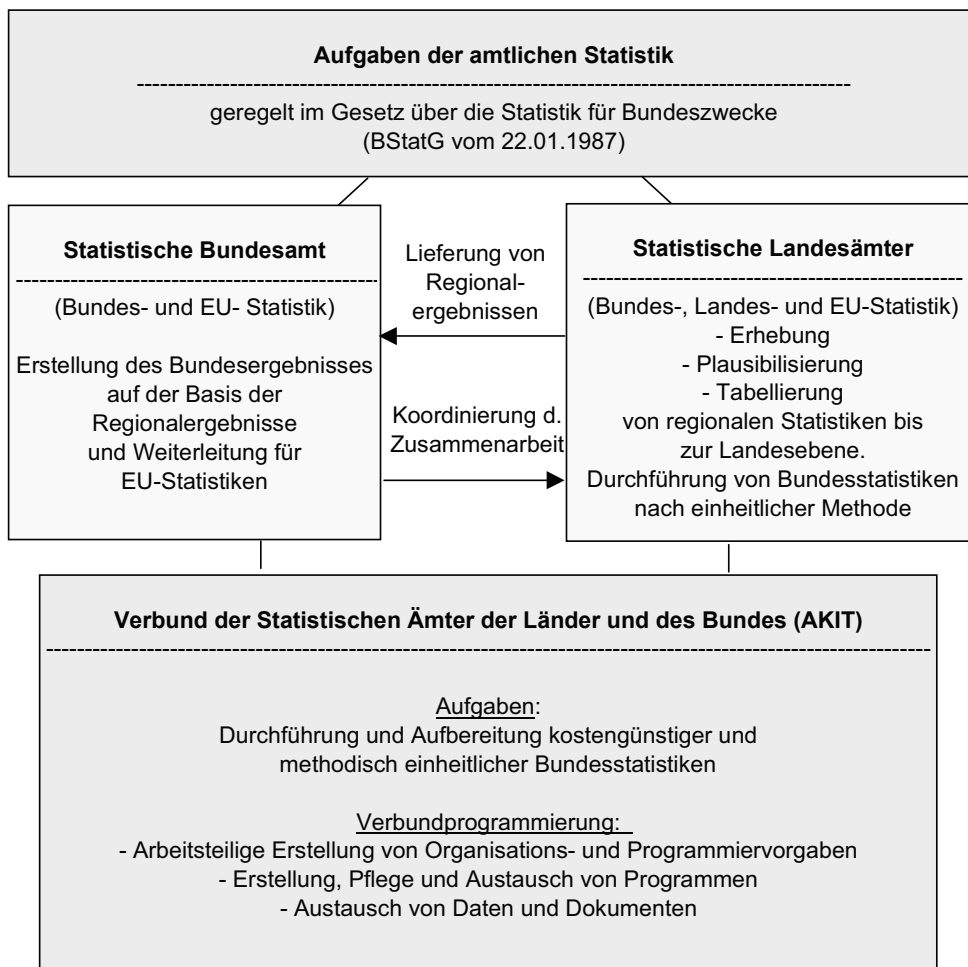 Aufgaben der amtlichen Statistik
geregelt im Gesetz über die Statistik für Bundeszwecke
(BStatG vom 22.01.1987)
Statistische Bundesamt
(Bundes- und EU- Statistik)
Erstellung des Bundesergebnisses
auf der Basis der
Regionalergebnisse
und Weiterleitung für
EU-Statistiken
Lieferung von
Regional-
ergebnissen
Koordinierung d.
Zusammenarbeit
Statistische Landesämter
(Bundes-, Landes- und EU-Statistik)
- Erhebung
- Plausibilisierung
- Tabellierung
von regionalen Statistiken bis
zur Landesebene.
Durchführung von Bundesstatistiken
nach einheitlicher Methode
Verbund der Statistischen Ämter der Länder und des Bundes (AKIT)
Aufgaben:
Durchführung und Aufbereitung kostengünstiger und
methodisch einheitlicher Bundesstatistiken
Verbundprogrammierung:
- Arbeitsteilige Erstellung von Organisations- und Programmiervorgaben
- Erstellung, Pflege und Austausch von Programmen
- Austausch von Daten und Dokumenten